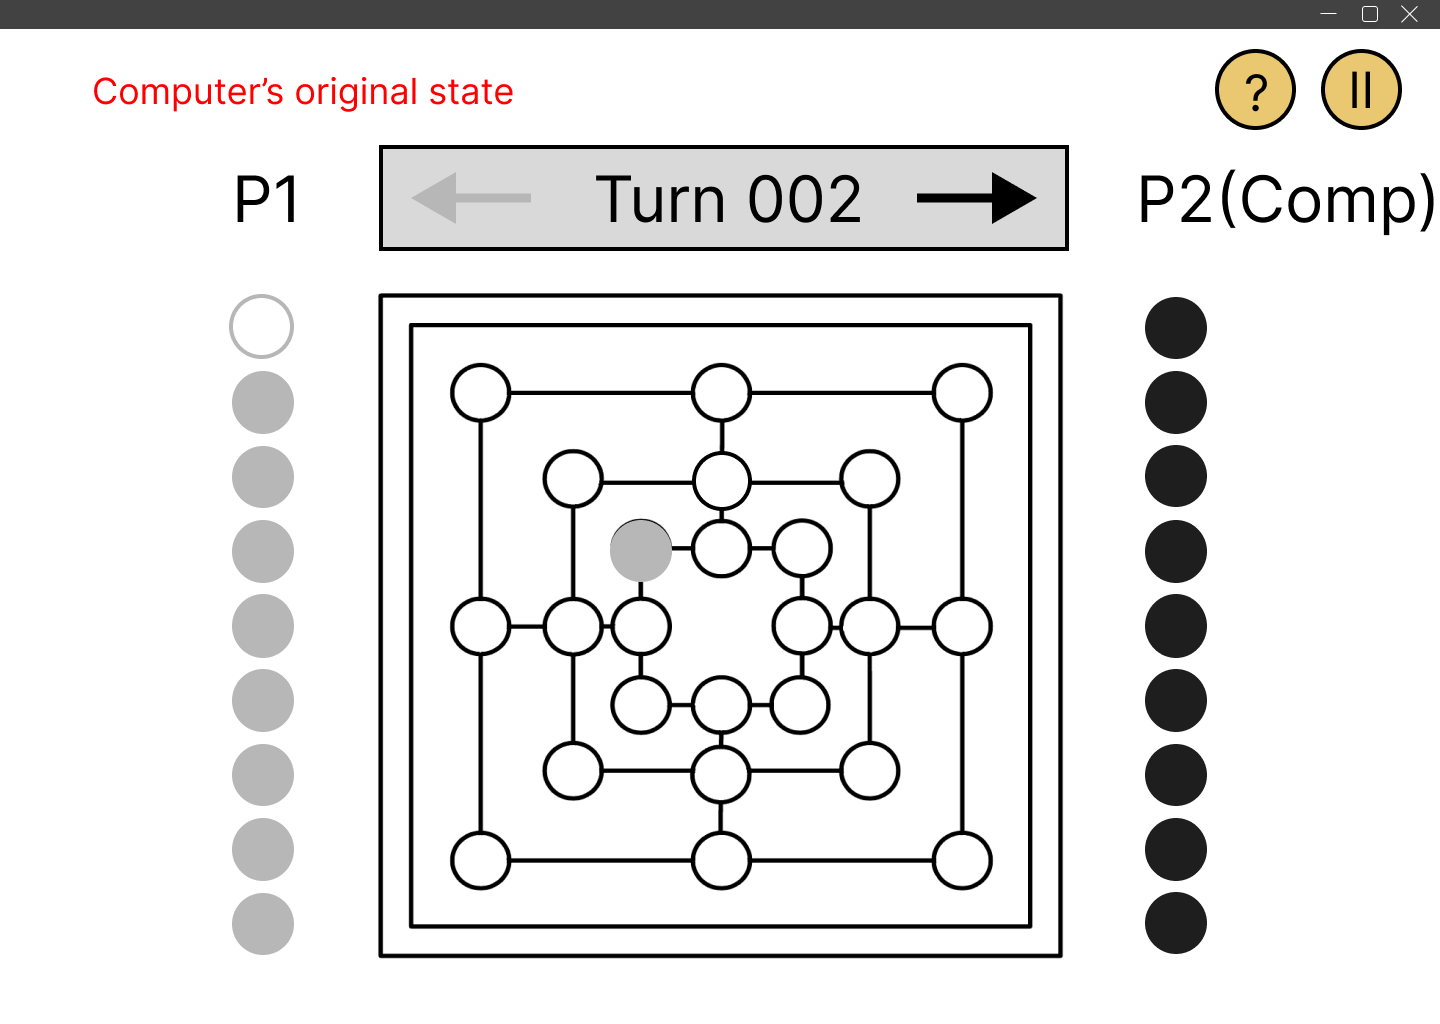 Computer’s original state
?
P1
Turn 002
P2(Comp)